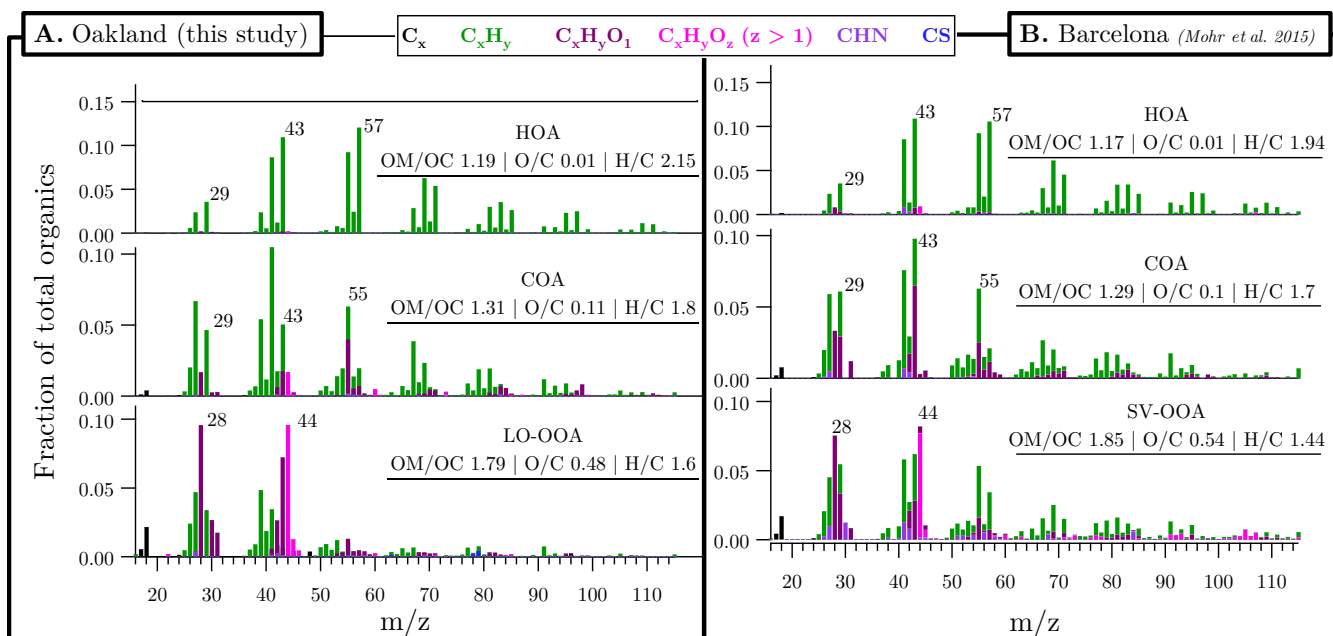 A. Oakland (this study)
Cx CxHy CxHyO1 CxHyOz (z > 1) CHN CS
B. Barcelona (Mohr et al. 2015)
Fraction of total organics
0.15
0.10
0.05
0.00
29
43
57
HOA
OM/OC 1.19 | O/C 0.01 | H/C 2.15
0.10
0.05
0.00
29
43
55
COA
OM/OC 1.31 | O/C 0.11 | H/C 1.8
0.10
0.05
0.00
28
44
LO-OOA
OM/OC 1.79 | O/C 0.48 | H/C 1.6
20 30 40 50 60 70 80 90 100 110
m/z
0.15
0.10
0.05
0.00
29
43
57
HOA
OM/OC 1.17 | O/C 0.01 | H/C 1.94
0.10
0.05
0.00
29
43
55
COA
OM/OC 1.29 | O/C 0.1 | H/C 1.7
0.10
0.05
0.00
28
44
SV-OOA
OM/OC 1.85 | O/C 0.54 | H/C 1.44
20 30 40 50 60 70 80 90 100 110
m/z